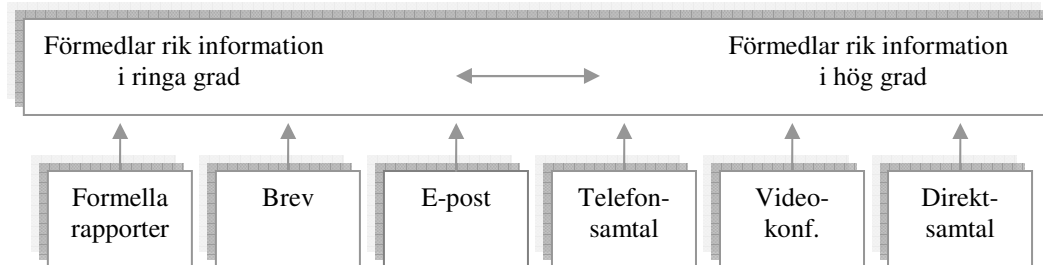 Förmedlar rik information
i ringa grad
Förmedlar rik information
i hög grad
Formella
rapporter
Brev
E-post
Telefon-
samtal
Video-
konf.
Direkt-
samtal